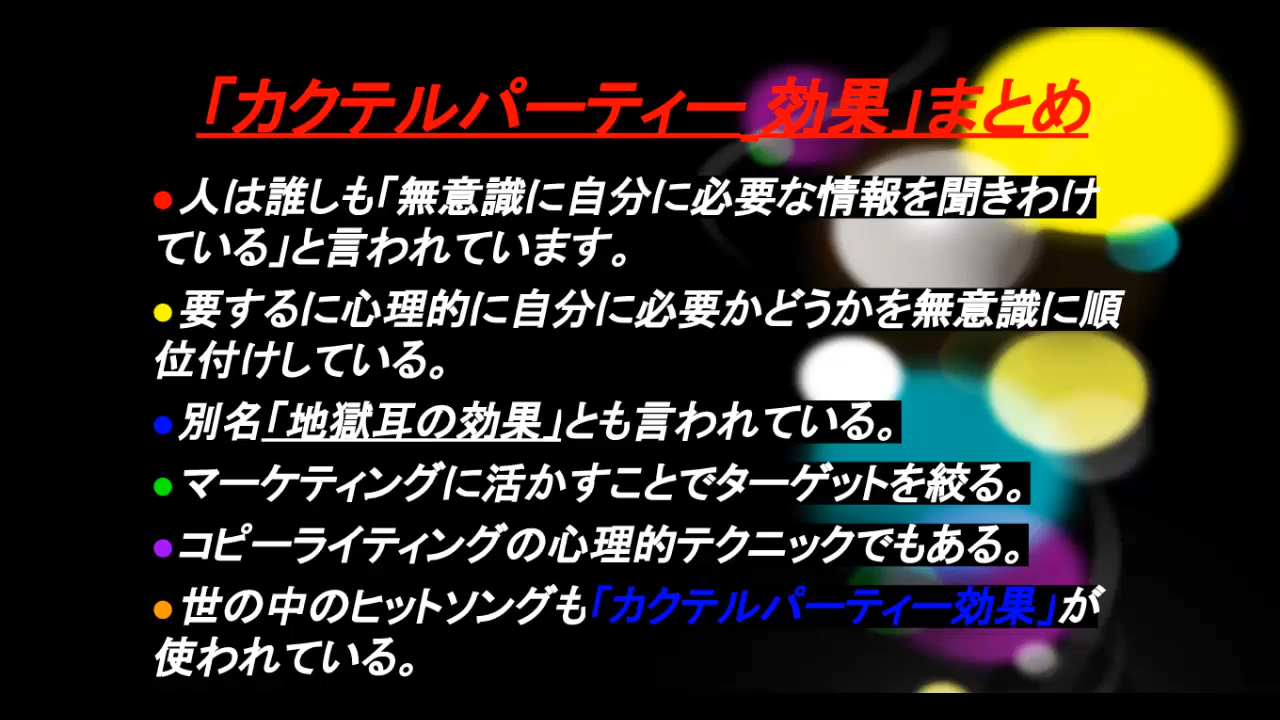 「カクテルパーティー 効果」まとめ
●人は誰しも「無意識に自分に必要な情報を聞きわけ
ている」と言われています。
●要するに心理的に自分に必要かどうかを無意識に順
位付けしている。
●別名「地獄耳の効果」とも言われている。
●マーケティングに活かすことでターゲットを絞る。
●コピーライティングの心理的テクニックでもある。
●世の中のヒットソングも「カクテルパーティー効果」が
使われている。